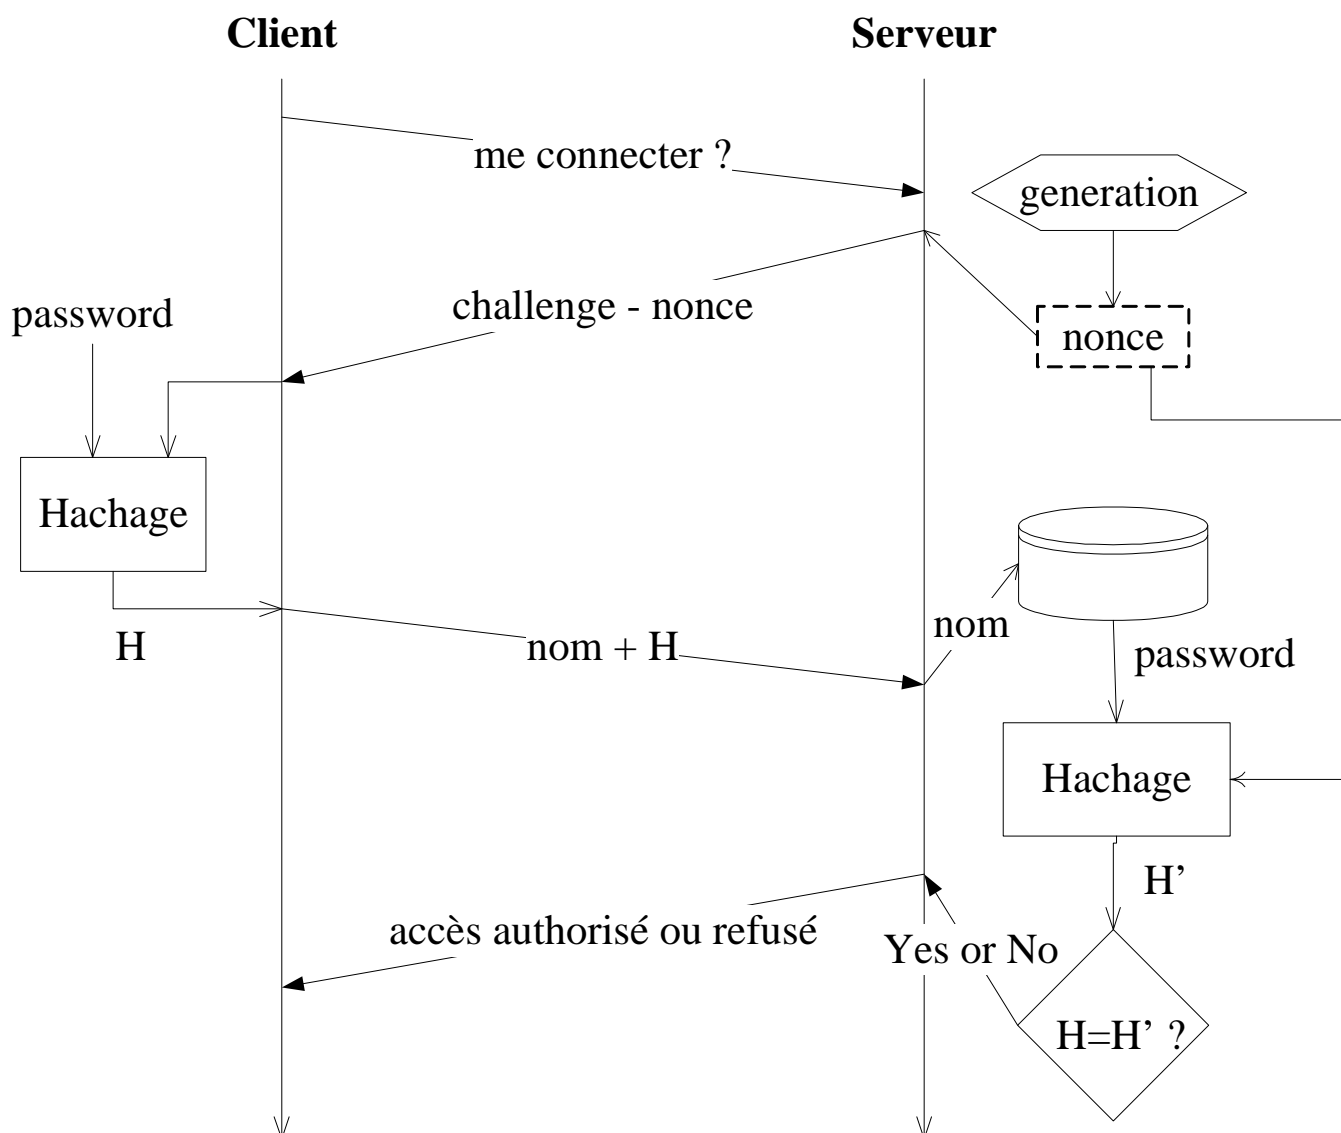 Client
Serveur
me connecter ?
generation
challenge - nonce
password
nonce
Hachage
H
nom + H
nom
password
Hachage
H’
accès authorisé ou refusé
Yes or No
H=H’ ?